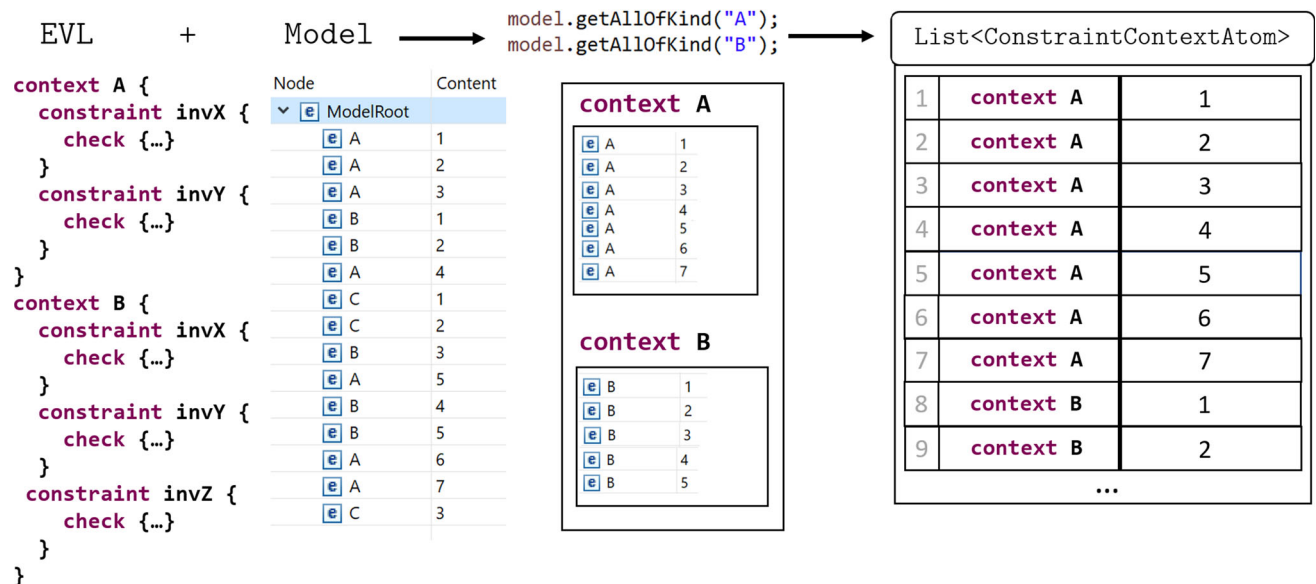 EVL + Model
model.getAllOfKind("A");
model.getAllOfKind("B");
List<ConstraintContextAtom>
context A {
constraint invX {
check {…}
}
constraint invY {
check {…}
}
}
context B {
constraint invX {
check {…}
}
constraint invY {
check {…}
}
constraint invZ {
check {…}
}
}
Node Content
e ModelRoot
e A 1
e A 2
e A 3
e B 1
e B 2
e A 4
e C 1
e C 2
e B 3
e A 5
e B 4
e B 5
e A 6
e A 7
e C 3
context A
e A 1
e A 2
e A 3
e A 4
e A 5
e A 6
e A 7
context B
e B 1
e B 2
e B 3
e B 4
e B 5
1 context A 1
2 context A 2
3 context A 3
4 context A 4
5 context A 5
6 context A 6
7 context A 7
8 context B 1
9 context B 2
…